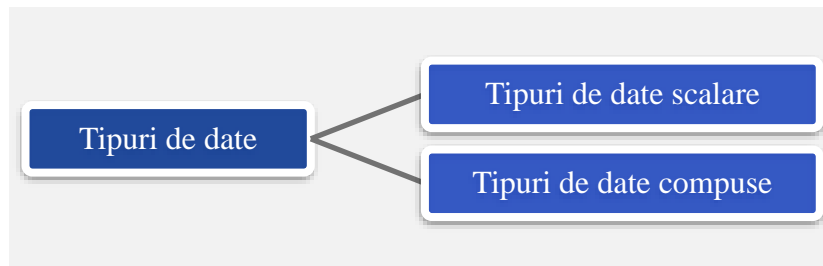 Tipuri de date
Tipuri de date scalare
Tipuri de date compuse